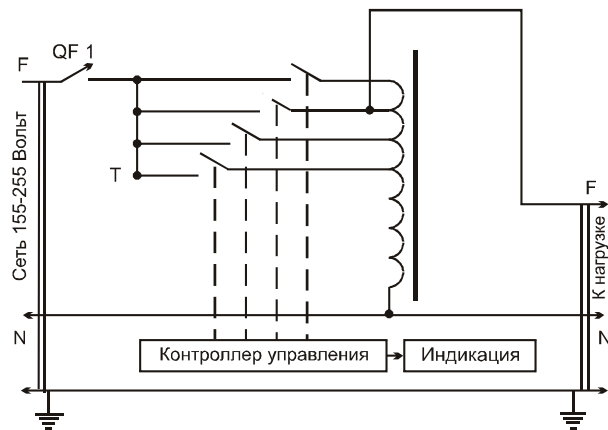 QF 1
F
T
Сеть 155-255 Вольт
F
К нагрузке
N
N
Контроллер управления
Индикация